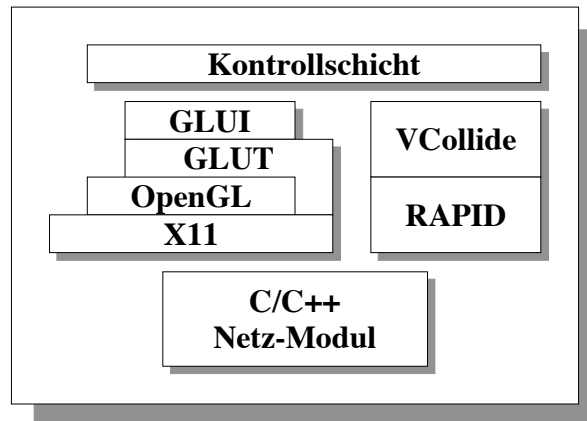 Kontrollschicht
GLUI
GLUT
OpenGL
X11
VCollide
RAPID
C/C++
Netz-Modul